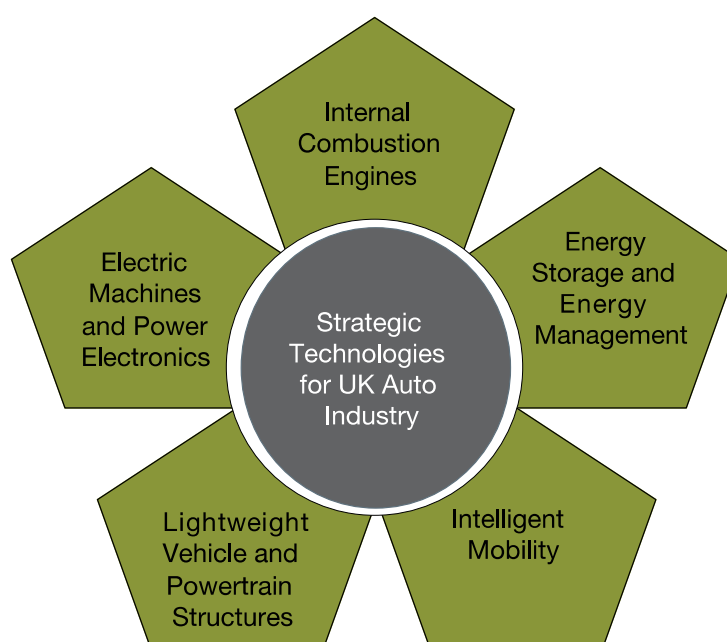 Internal
Combustion
Engines
Energy
Storage and
Energy
Management
Intelligent
Mobility
Lightweight
Vehicle and
Powertrain
Structures
Electric
Machines
and Power
Electronics
Strategic
Technologies
for UK Auto
Industry